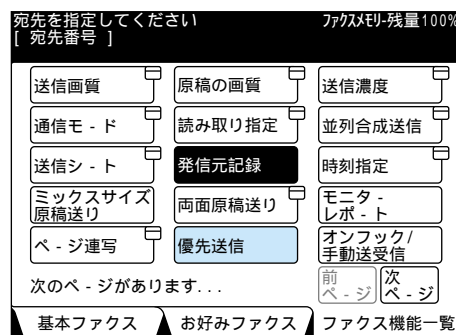 宛先を指定してください ﾌｧｸｽﾒﾓﾘｰ残量100%
[ 宛先番号 ]
送信画質 原稿の画質 送信濃度
通信モ - ド 読み取り指定 並列合成送信
送信シ - ト 発信元記録 時刻指定
ミックスサイズ
原稿送り
両面原稿送り
モニタ -
レポ - ト
ペ - ジ連写 優先送信
オンフック/
手動送受信
次のペ - ジがあります...
前
ペ - ジ
次
ペ - ジ
基本ファクス お好みファクス ファクス機能一覧